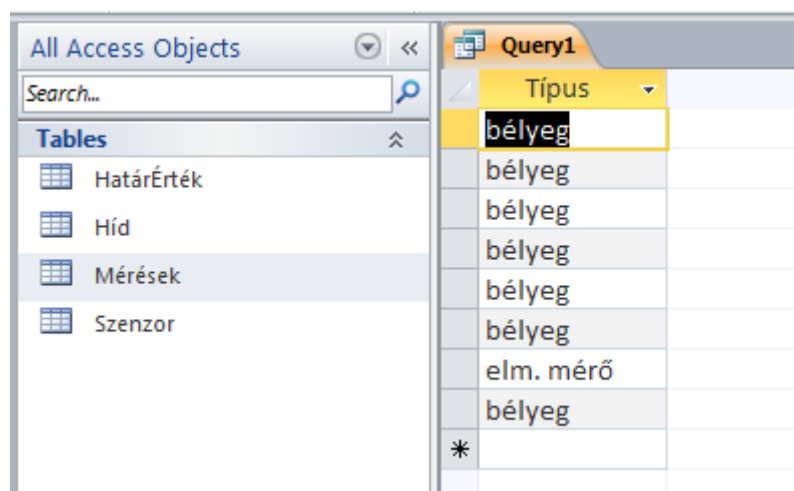 All Access Objects
Search...
Tables
HatárÉrték
Híd
Mérések
Szenzor
Query1
Típus
bélyeg
bélyeg
bélyeg
bélyeg
bélyeg
bélyeg
elm. mérő
bélyeg